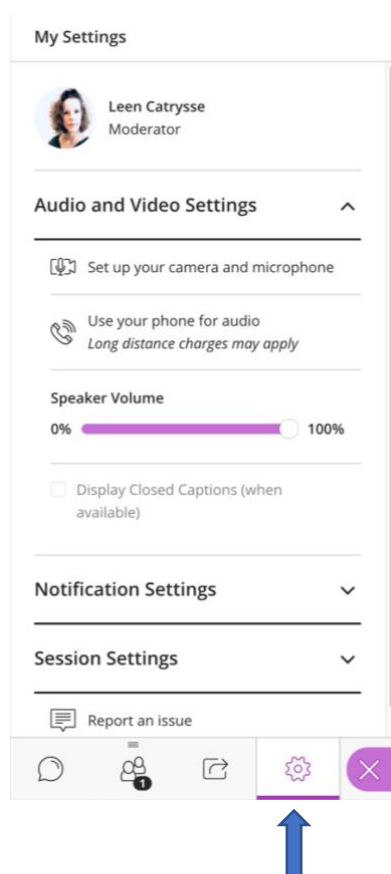 My Settings
Leen Catrysse
Moderator
Audio and Video Settings
Set up your camera and microphone
Use your phone for audio
Long distance charges may apply
Speaker Volume
0% 100%
Display Closed Captions (when
available)
Notification Settings
Session Settings
Report an issue
1